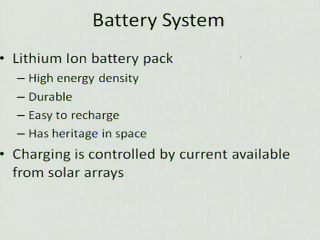 Battery System
• Lithium Ion battery pack
– High energy density
– Durable
– Easy to recharge
– Has heritage in space
• Charging is controlled by current available
from solar arrays